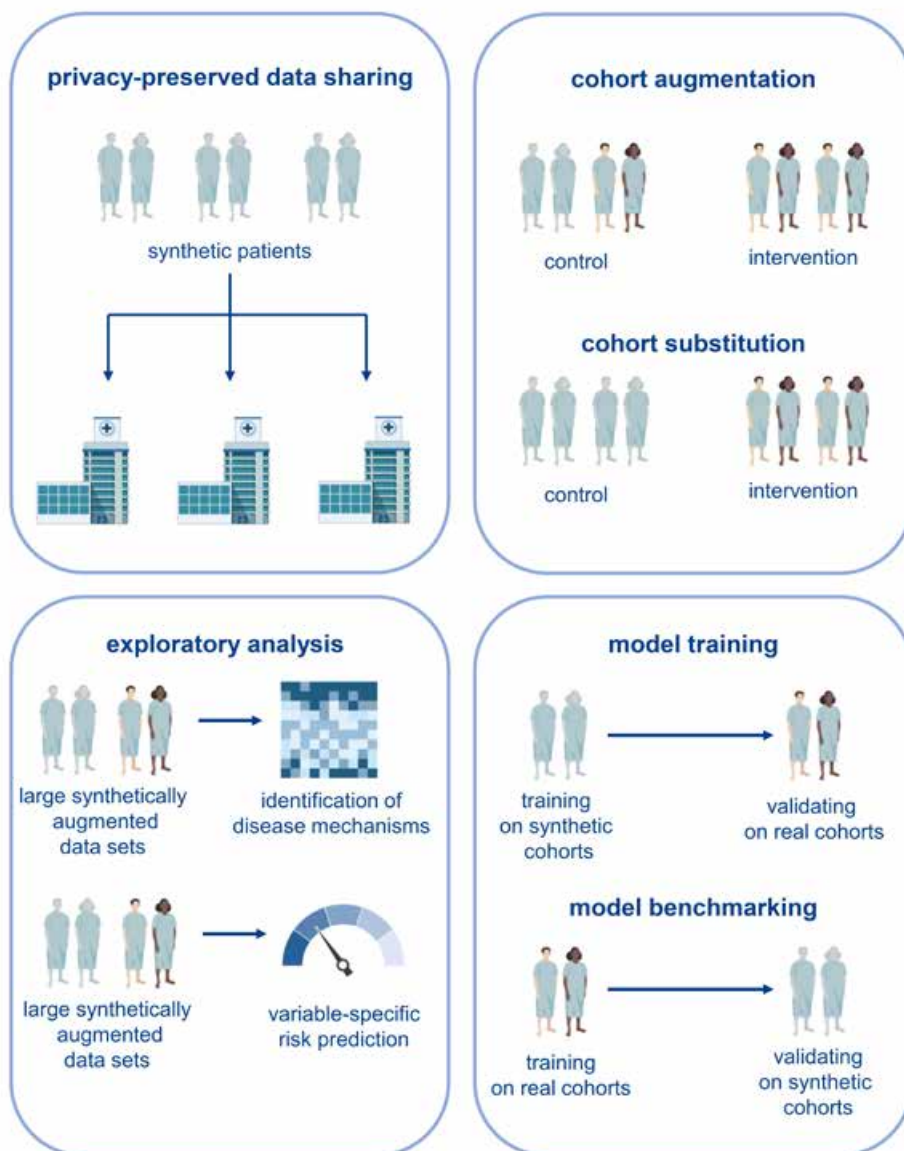 privacy-preserved data sharing
synthetic patients
cohort augmentation
control
intervention
cohort substitution
control
intervention
exploratory analysis
large synthetically
augmented
data sets
identification of
disease mechanisms
large synthetically
augmented
data sets
variable-specific
risk prediction
model training
training
on synthetic
cohorts
validating
on real cohorts
model benchmarking
training
on real cohorts
validating
on synthetic
cohorts